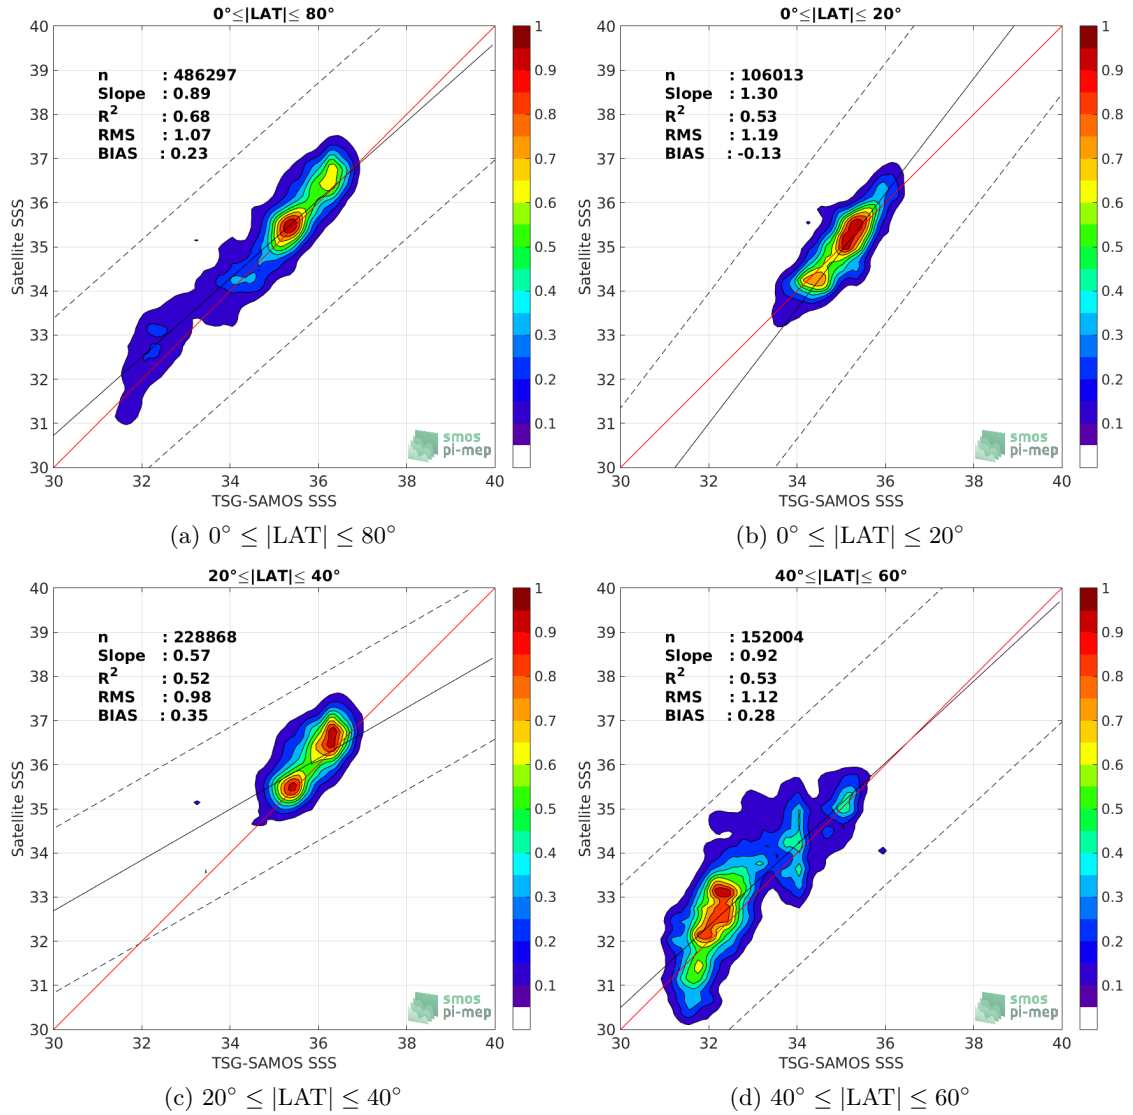 0°≤|LAT|≤ 80°
n : 486297
Slope : 0.89
R² : 0.68
RMS : 1.07
BIAS : 0.23
40
39
38
37
36
35
34
33
32
31
30
30 32 34 36 38 40
Satellite SSS
TSG-SAMOS SSS
smos
pi-mep
1
0.9
0.8
0.7
0.6
0.5
0.4
0.3
0.2
0.1
(a) 0° ≤ |LAT| ≤ 80°
0°≤|LAT|≤ 20°
n : 106013
Slope : 1.30
R² : 0.53
RMS : 1.19
BIAS : -0.13
40
39
38
37
36
35
34
33
32
31
30
30 32 34 36 38 40
Satellite SSS
TSG-SAMOS SSS
smos
pi-mep
1
0.9
0.8
0.7
0.6
0.5
0.4
0.3
0.2
0.1
(b) 0° ≤ |LAT| ≤ 20°
20°≤|LAT|≤ 40°
n : 228868
Slope : 0.57
R² : 0.52
RMS : 0.98
BIAS : 0.35
40
39
38
37
36
35
34
33
32
31
30
30 32 34 36 38 40
Satellite SSS
TSG-SAMOS SSS
smos
pi-mep
1
0.9
0.8
0.7
0.6
0.5
0.4
0.3
0.2
0.1
(c) 20° ≤ |LAT| ≤ 40°
40°≤|LAT|≤ 60°
n : 152004
Slope : 0.92
R² : 0.53
RMS : 1.12
BIAS : 0.28
40
39
38
37
36
35
34
33
32
31
30
30 32 34 36 38 40
Satellite SSS
TSG-SAMOS SSS
smos
pi-mep
1
0.9
0.8
0.7
0.6
0.5
0.4
0.3
0.2
0.1
(d) 40° ≤ |LAT| ≤ 60°